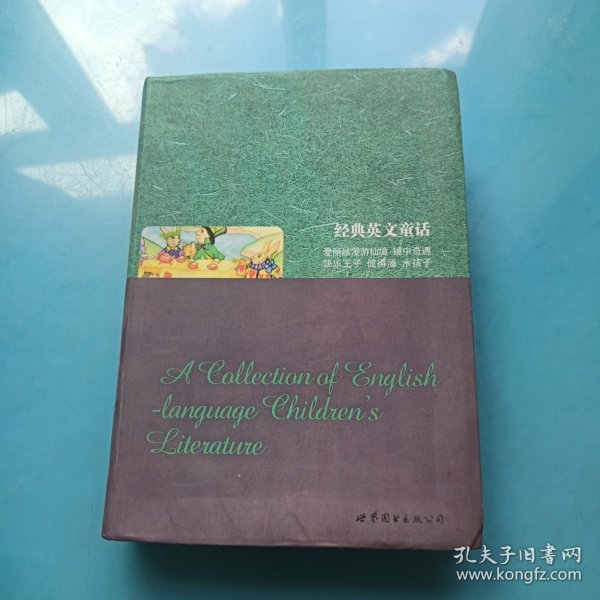 经典英文童话
爱丽丝漫游仙境 镜中奇遇
快乐王子 彼得潘 水孩子
A Collection of English
-language Children's
Literature
世界图书出版公司
孔夫子旧书网
www.kongfz.com